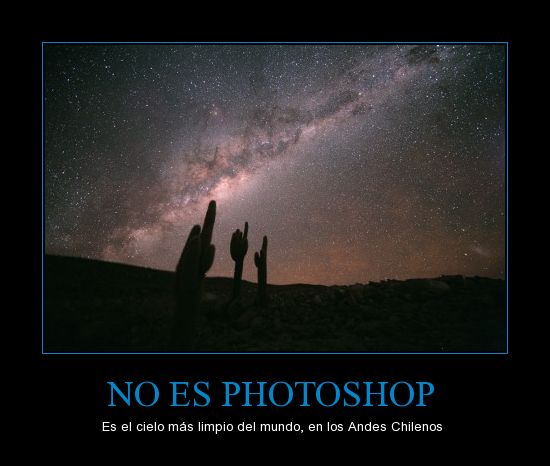 NO ES PHOTOSHOP
Es el cielo más limpio del mundo, en los Andes Chilenos